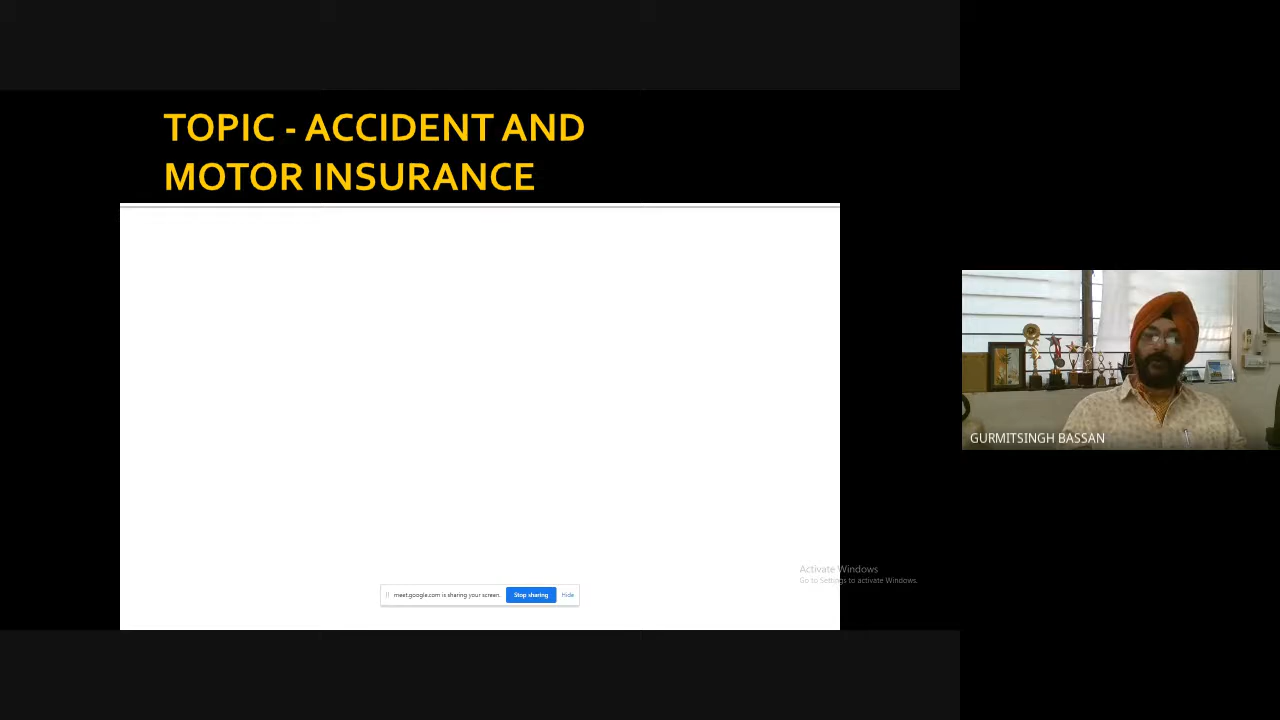 TOPIC - ACCIDENT AND
MOTOR INSURANCE
GURMITSINGH BASSAN
Activate Windows
Go to Settings to activate Windows.
meet.google.com is sharing your screen.
Stop sharing
Hide